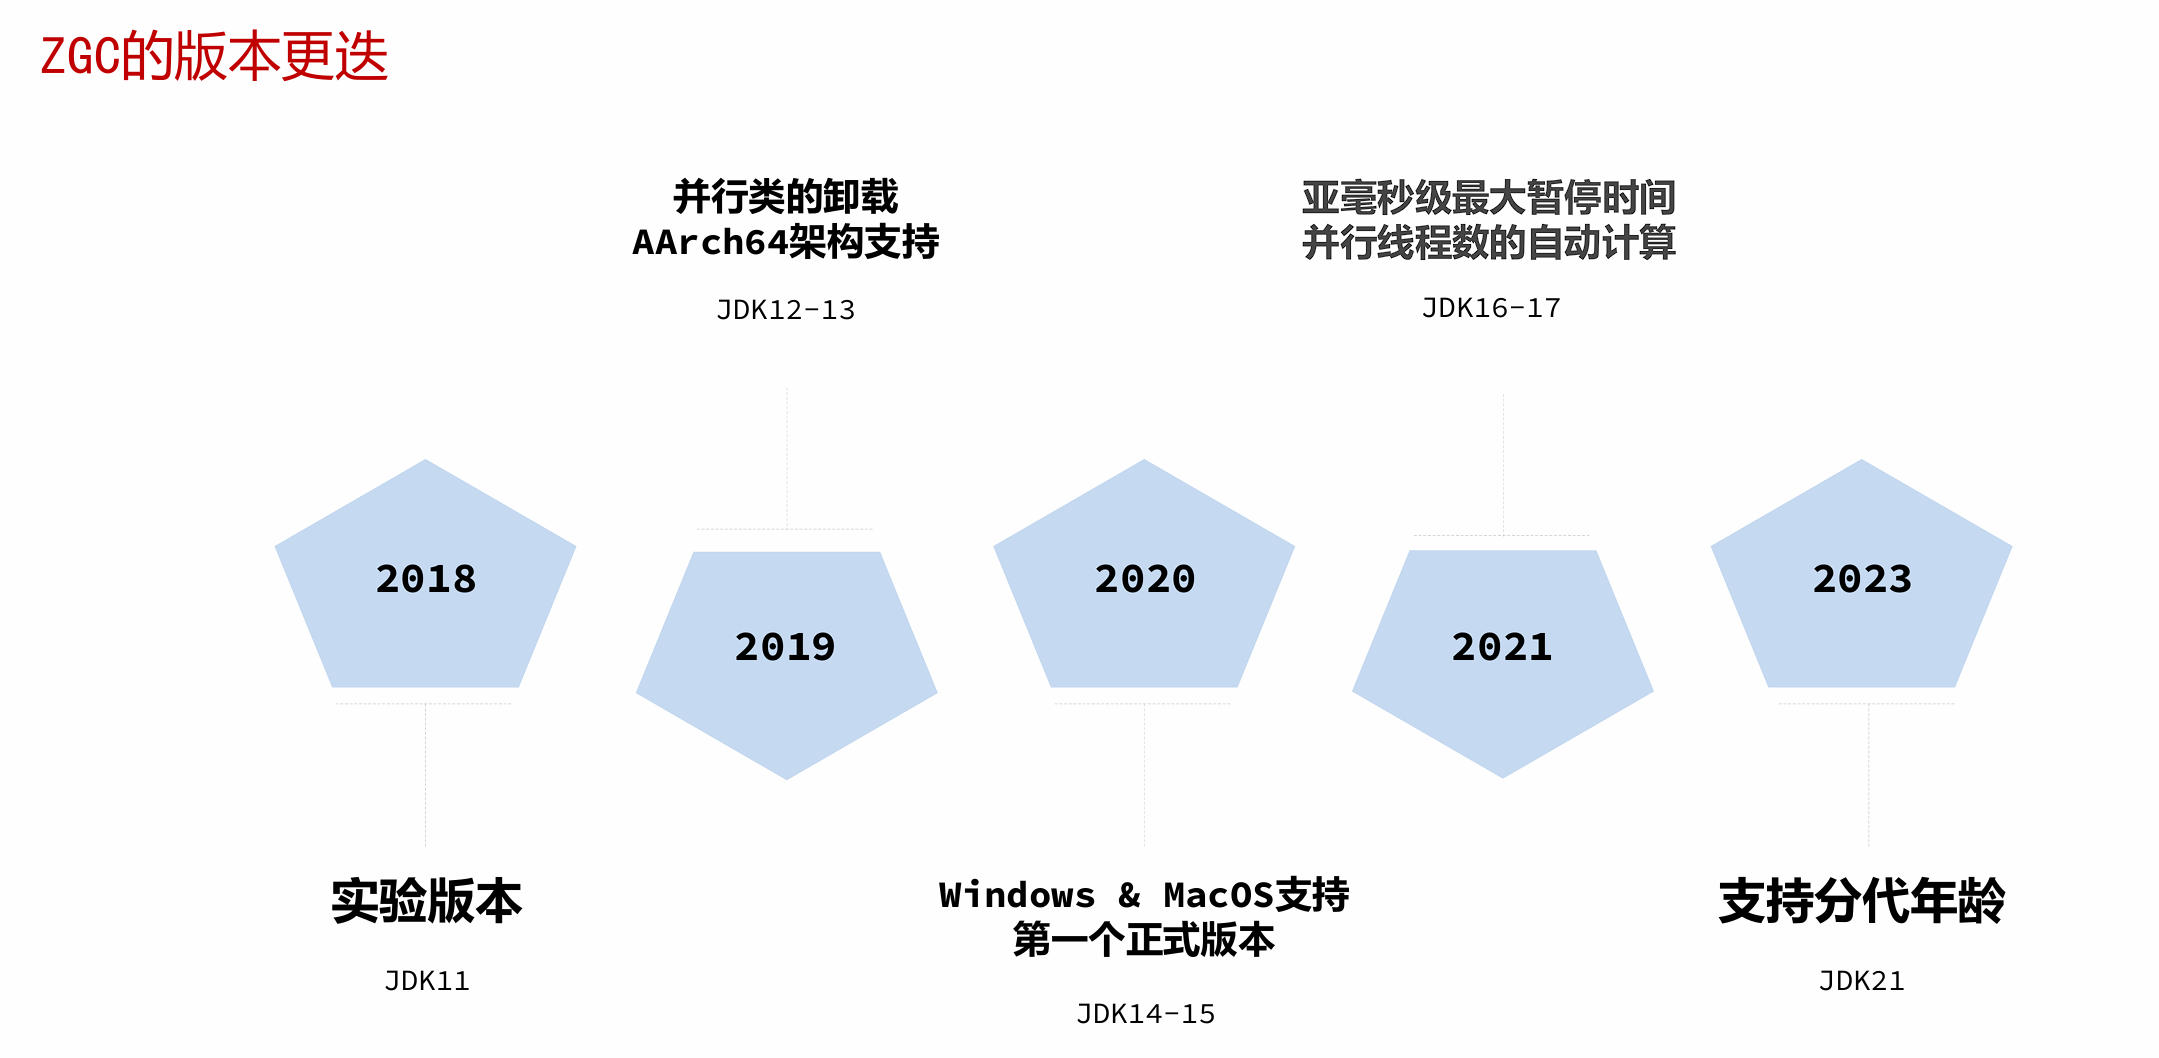 ZGC的版本更迭
并行类的卸载
AArch64架构支持
JDK12-13
亚毫秒级最大暂停时间
并行线程数的自动计算
JDK16-17
2018
2019
2020
2021
2023
实验版本
JDK11
Windows & MacOS支持
第一个正式版本
JDK14-15
支持分代年龄
JDK21